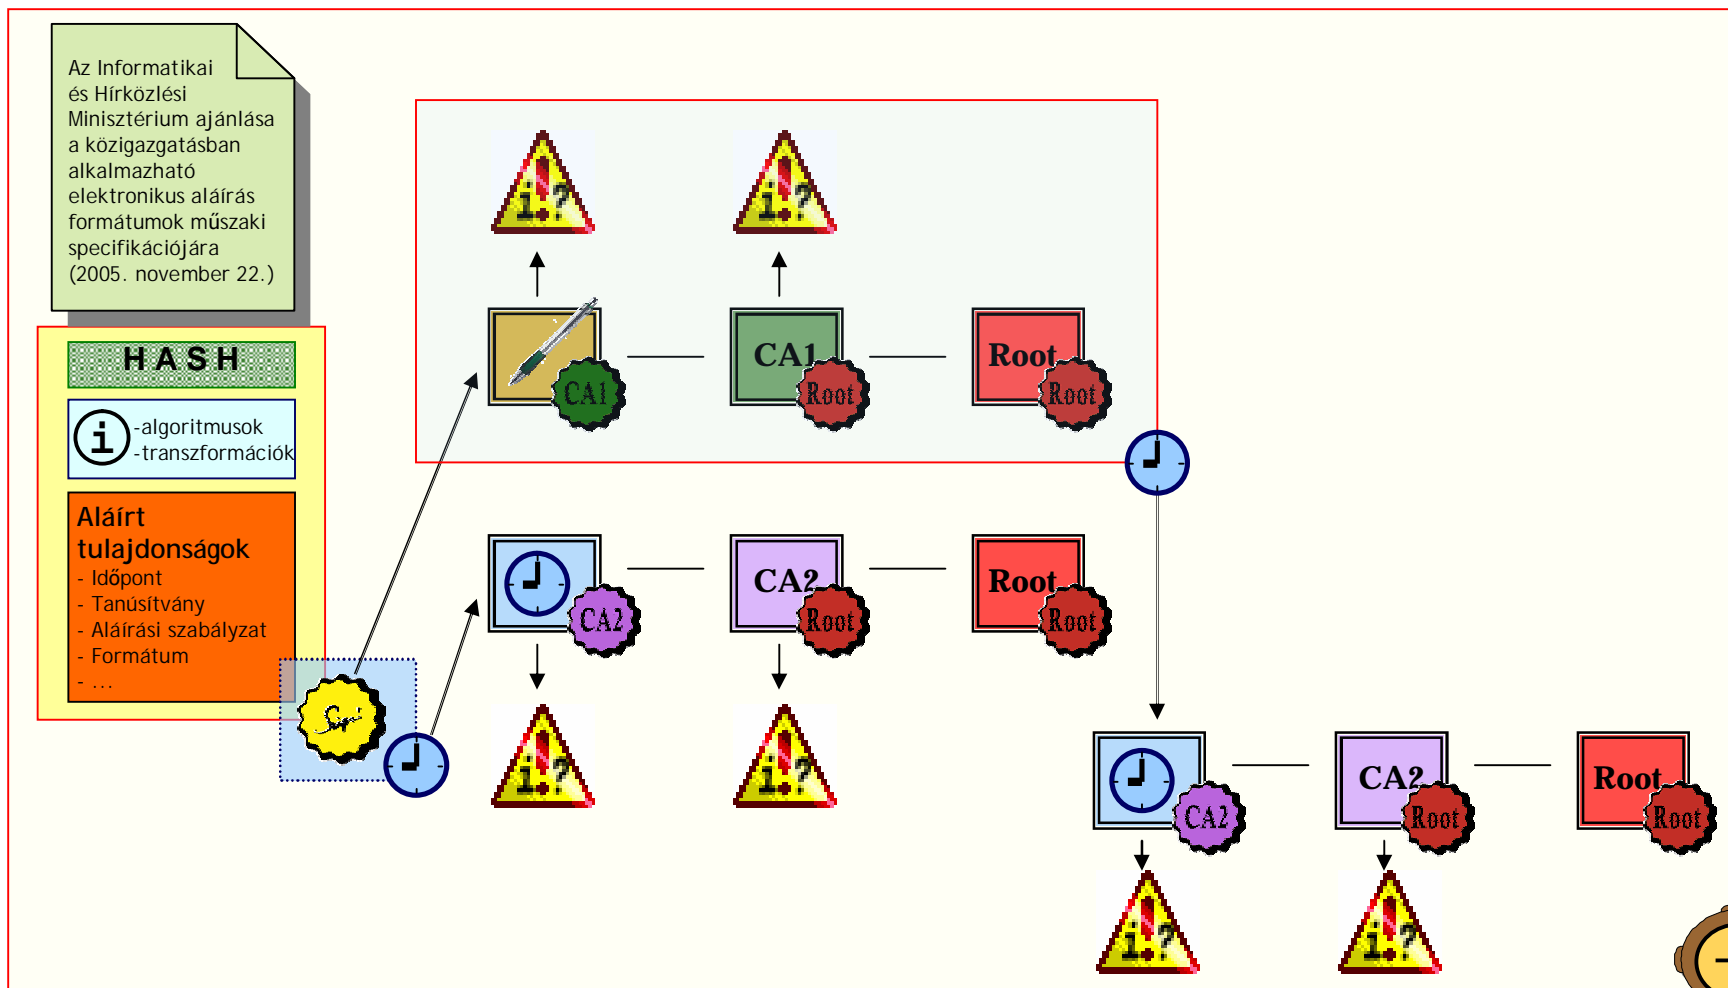 Az Informatikai
és Hírközlési
Minisztérium ajánlása
a közigazgatásban
alkalmazható
elektronikus aláírás
formátumok műszaki
specifikációjára
(2005. november 22.)
HASH
i
-algoritmusok
-transzformációk
Aláírt
tulajdonságok
- Időpont
- Tanúsítvány
- Aláírási szabályzat
- Formátum
- ...
i!?
i!?
CA1
CA1
Root
Root
Root
CA2
CA2
Root
Root
Root
i!?
i!?
CA2
CA2
Root
Root
Root
i!?
i!?